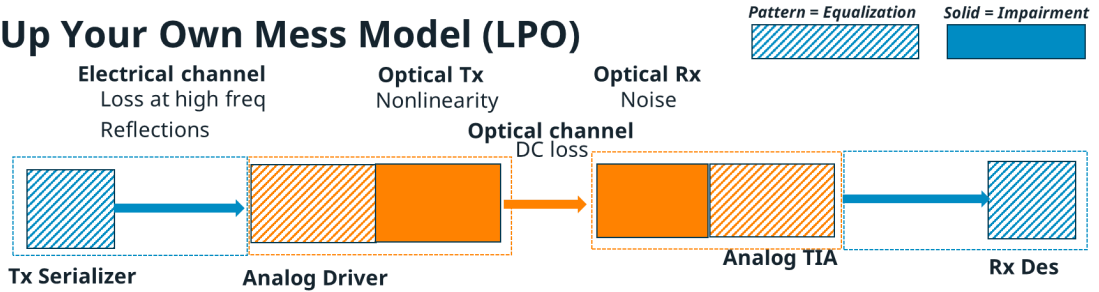 Up Your Own Mess Model (LPO)
Pattern = Equalization
Solid = Impairment
Electrical channel
Loss at high freq
Reflections
Optical Tx
Nonlinearity
Optical Rx
Noise
Optical channel
DC loss
Tx Serializer
Analog Driver
Analog TIA
Rx Des